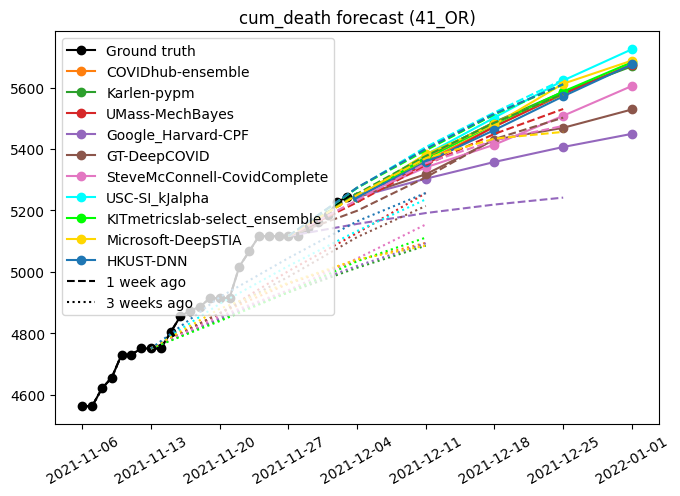 cum_death forecast (41_OR)
Ground truth
COVIDhub-ensemble
Karlen-pypm
UMass-MechBayes
Google_Harvard-CPF
GT-DeepCOVID
SteveMcConnell-CovidComplete
USC-SI_kJalpha
KITmetricslab-select_ensemble
Microsoft-DeepSTIA
HKUST-DNN
1 week ago
3 weeks ago
5600
5400
5200
5000
4800
4600
2021-11-06
2021-11-13
2021-11-20
2021-11-27
2021-12-04
2021-12-11
2021-12-18
2021-12-25
2022-01-01